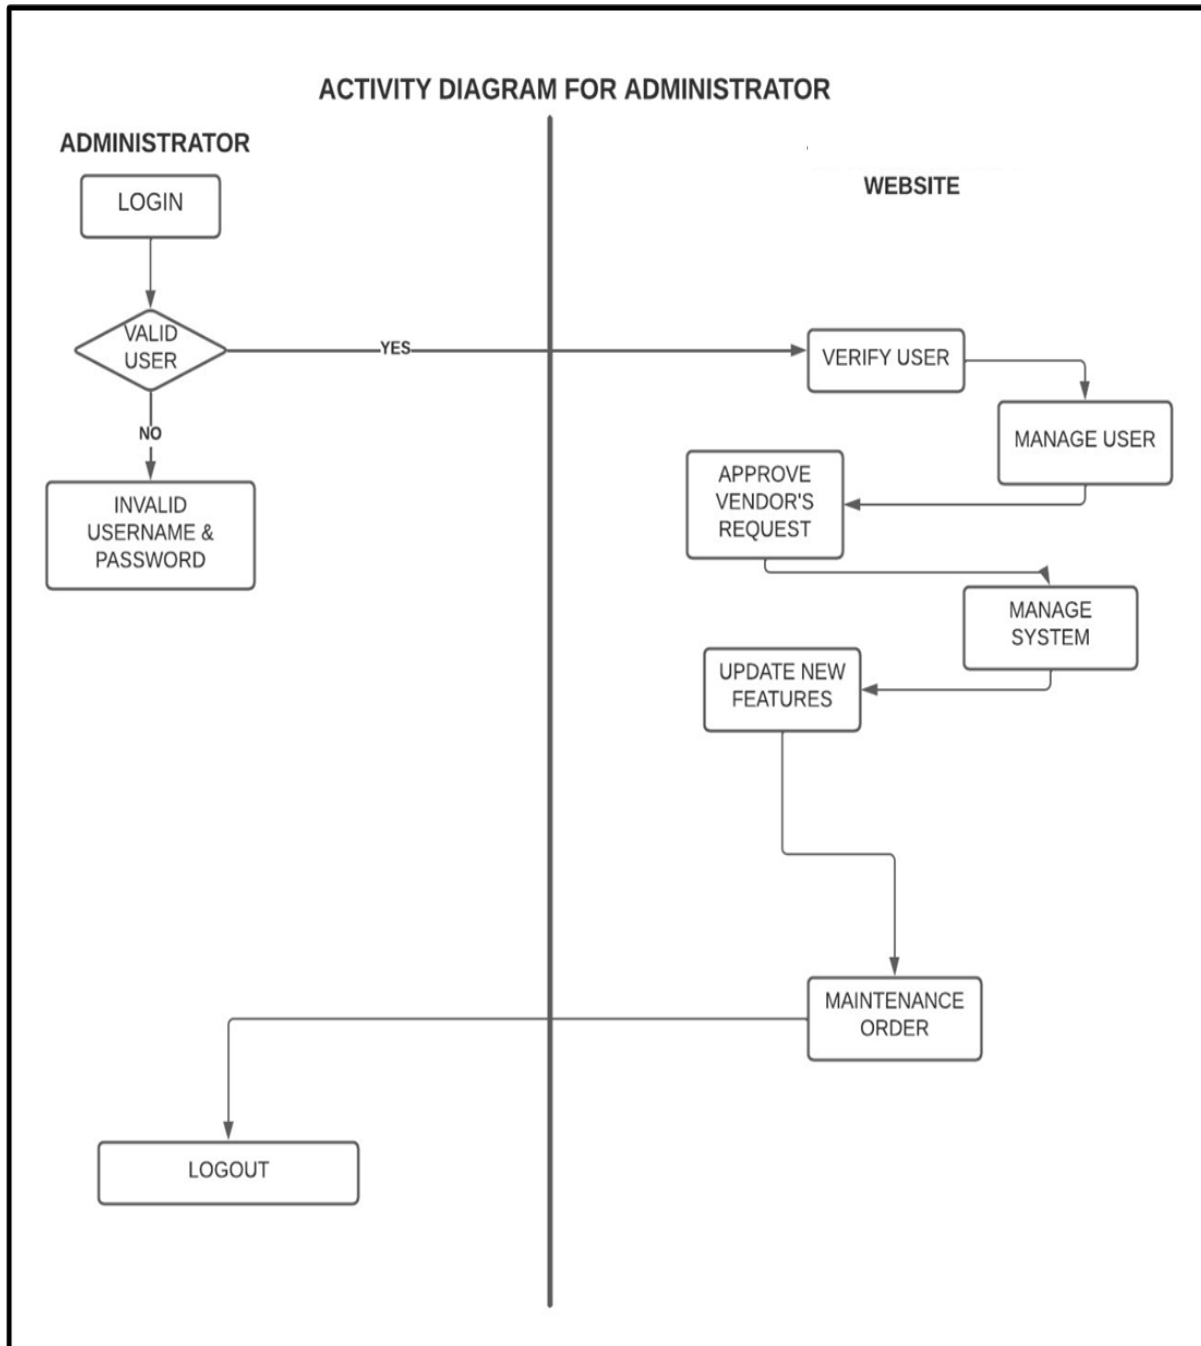 ACTIVITY DIAGRAM FOR ADMINISTRATOR
ADMINISTRATOR
WEBSITE
LOGIN
VALID
USER
YES
VERIFY USER
NO
MANAGE USER
INVALID
USERNAME &
PASSWORD
APPROVE
VENDOR'S
REQUEST
MANAGE
SYSTEM
UPDATE NEW
FEATURES
MAINTENANCE
ORDER
LOGOUT